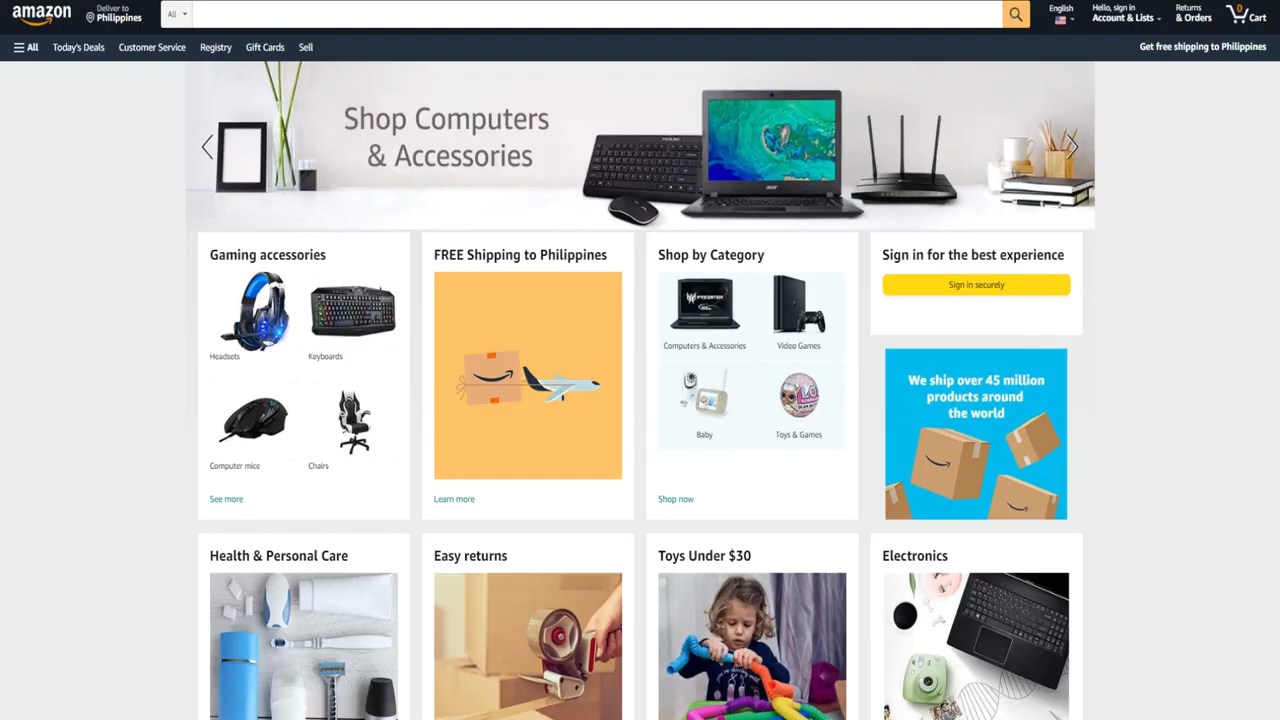 amazon
Deliver to
Philippines
All
English
Hello, sign in
Account & Lists
Returns
& Orders
0
Cart
All
Today's Deals
Customer Service
Registry
Gift Cards
Sell
Get free shipping to Philippines
Shop Computers
& Accessories
acer
Gaming accessories
Headsets
Keyboards
Computer mice
Chairs
See more
FREE Shipping to Philippines
Learn more
Shop by Category
PREDATOR
Computers & Accessories
Video Games
Baby
Toys & Games
Shop now
Sign in for the best experience
Sign in securely
We ship over 45 million
products around
the world
Health & Personal Care
Easy returns
Toys Under $30
Electronics